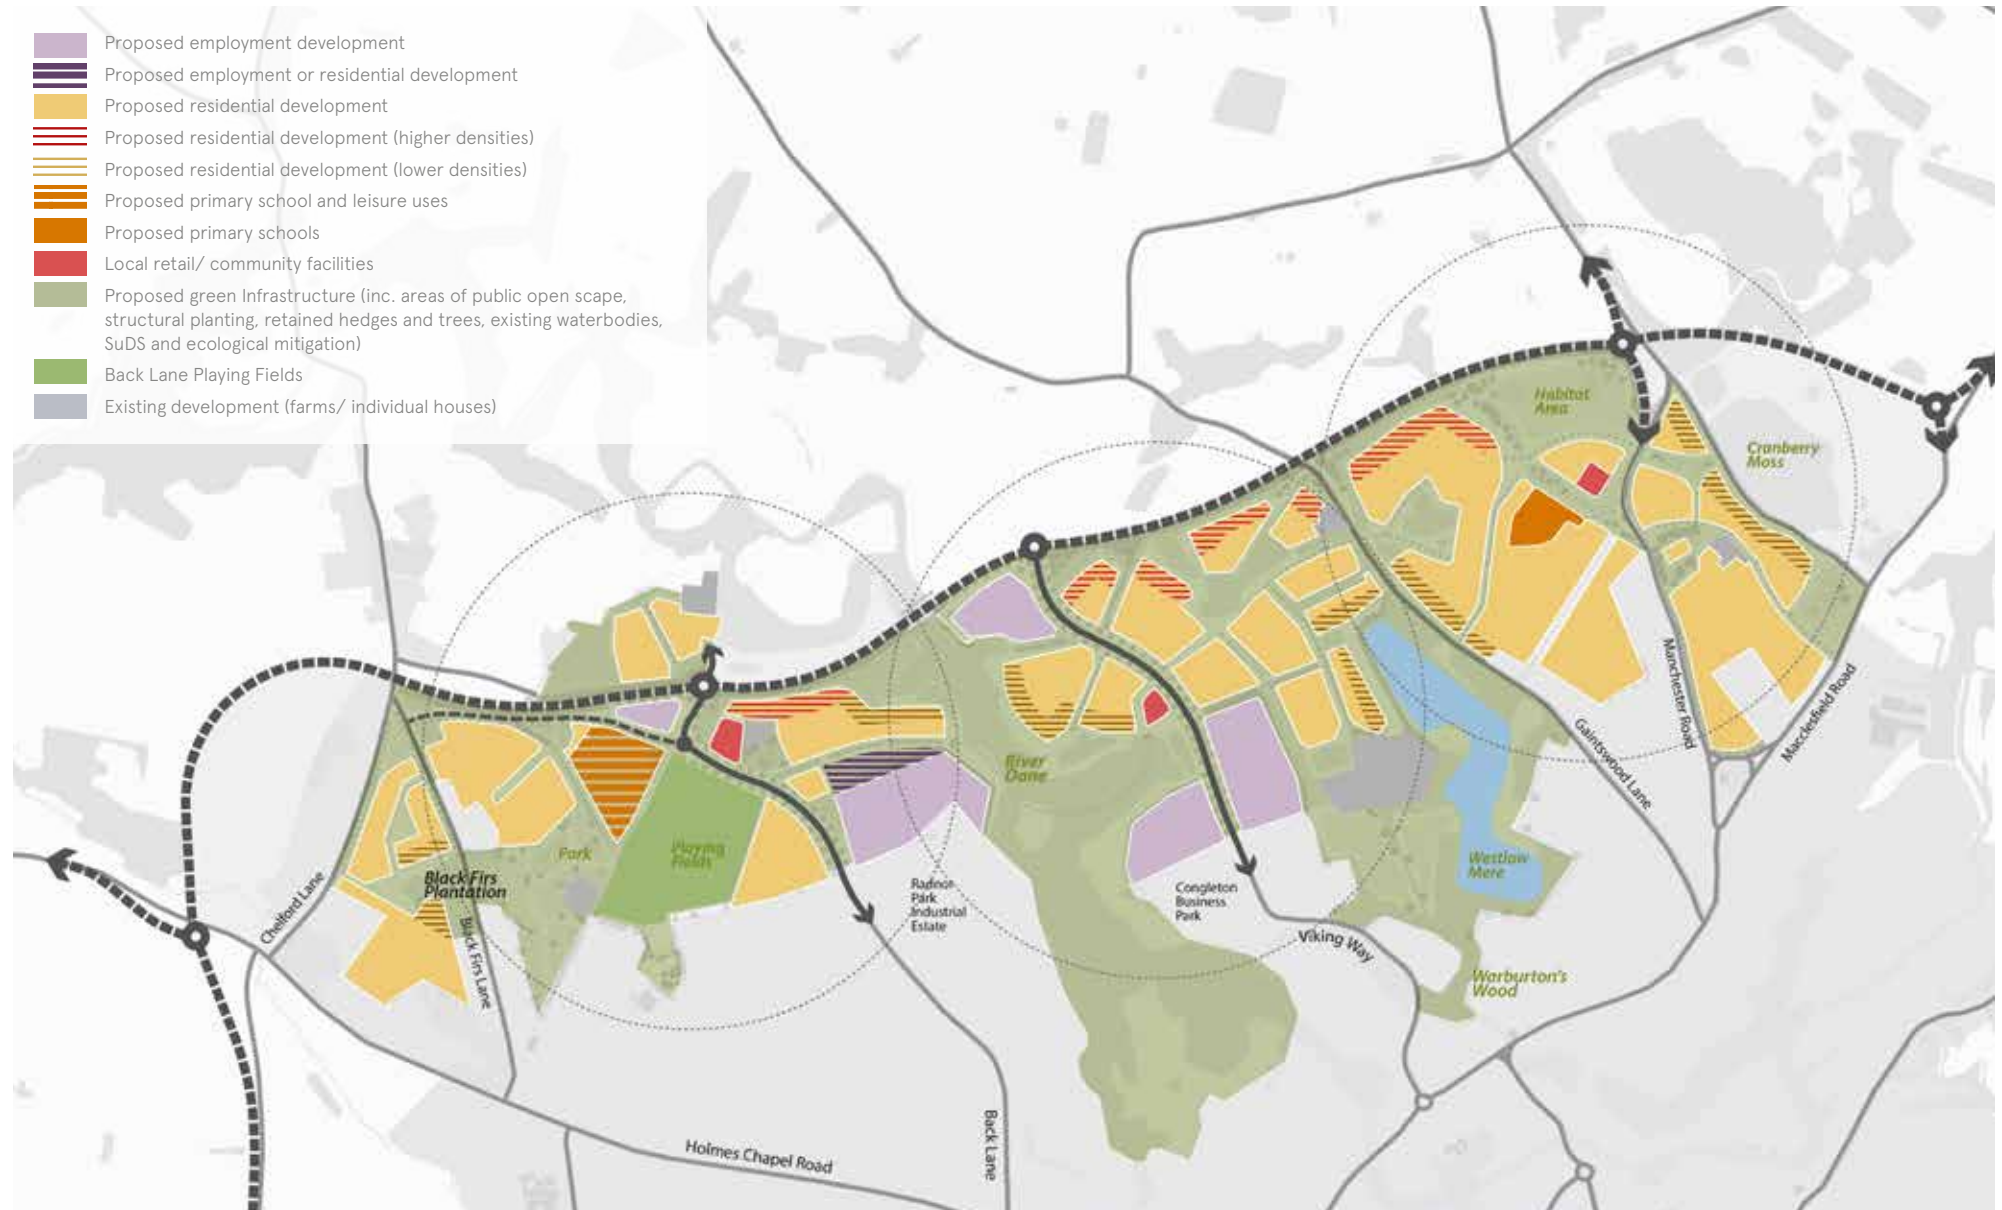 Proposed employment development
Proposed employment or residential development
Proposed residential development
Proposed residential development (higher densities)
Proposed residential development (lower densities)
Proposed primary school and leisure uses
Proposed primary schools
Local retail/ community facilities
Proposed green Infrastructure (inc. areas of public open scape,
structural planting, retained hedges and trees, existing waterbodies,
SuDS and ecological mitigation)
Back Lane Playing Fields
Existing development (farms/ individual houses)
Habitat
Area
Cranberry
Moss
Manchester Road
Macclesfield Road
Giantswood Lane
River
Dane
Playing
Fields
Park
Black Firs
Plantation
Chelford Lane
Black Firs Lane
Radnor
Park
Industrial
Estate
Congleton
Business
Park
Westlow
Mere
Viking Way
Warburton's
Wood
Back Lane
Holmes Chapel Road